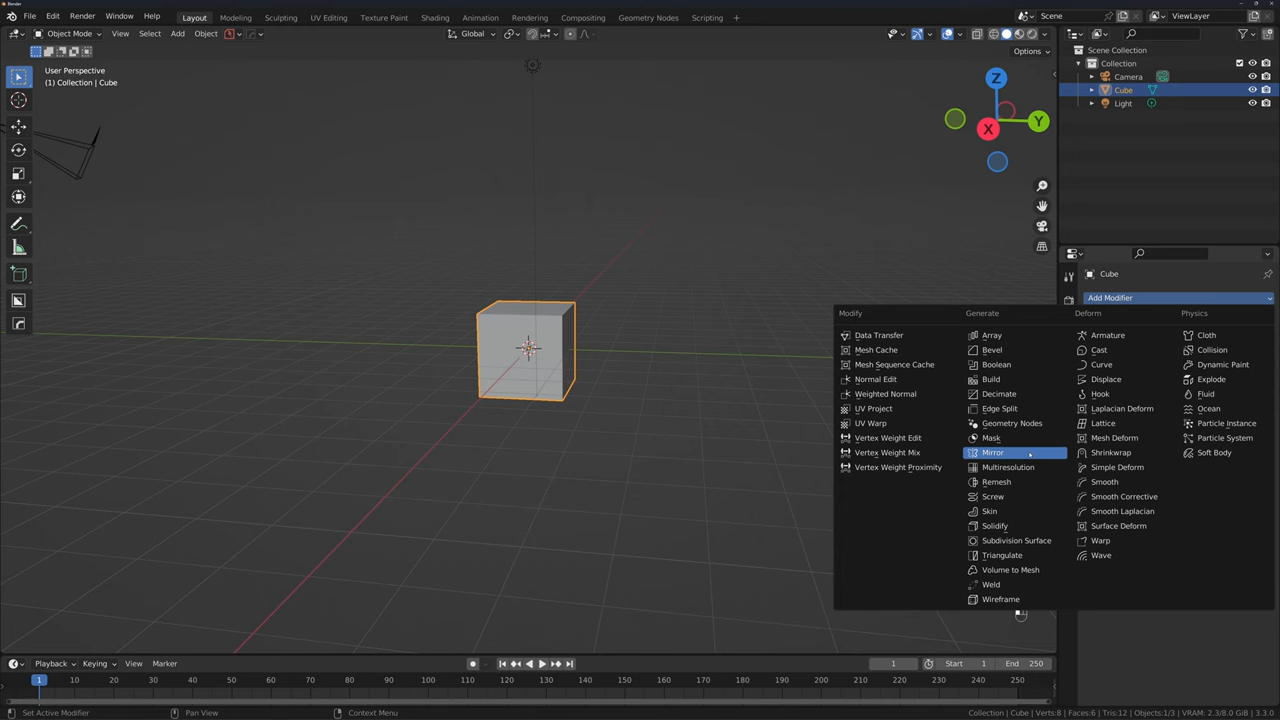 Blender
File Edit Render Window Help Layout Modeling Sculpting UV Editing Texture Paint Shading Animation Rendering Compositing Geometry Nodes Scripting + Scene ViewLayer
Object Mode View Select Add Object Global
Options
User Perspective
(1) Collection | Cube
Z
Y
X
Scene Collection
Collection
Camera
Cube
Light
Cube
Add Modifier
Modify Generate Deform Physics
Data Transfer Array Armature Cloth
Mesh Cache Bevel Cast Collision
Mesh Sequence Cache Boolean Curve Dynamic Paint
Normal Edit Build Displace Explode
Weighted Normal Decimate Hook Fluid
UV Project Edge Split Laplacian Deform Ocean
UV Warp Geometry Nodes Lattice Particle Instance
Vertex Weight Edit Mask Mesh Deform Particle System
Vertex Weight Mix Mirror Shrinkwrap Soft Body
Vertex Weight Proximity Multiresolution Simple Deform
Remesh Smooth
Screw Smooth Corrective
Skin Smooth Laplacian
Solidify Surface Deform
Subdivision Surface Warp
Triangulate Wave
Volume to Mesh
Weld
Wireframe
Playback Keying View Marker 1 Start 1 End 250
1 10 20 30 40 50 60 70 80 90 100 110 120 130 140 150 160 170 180 190 200 210 220 230 240 250
Set Active Modifier Pan View Context Menu Collection | Cube | Verts:8 | Faces:6 | Tris:12 | Objects:1/3 | VRAM: 2.3/8.0 GiB | 3.3.0